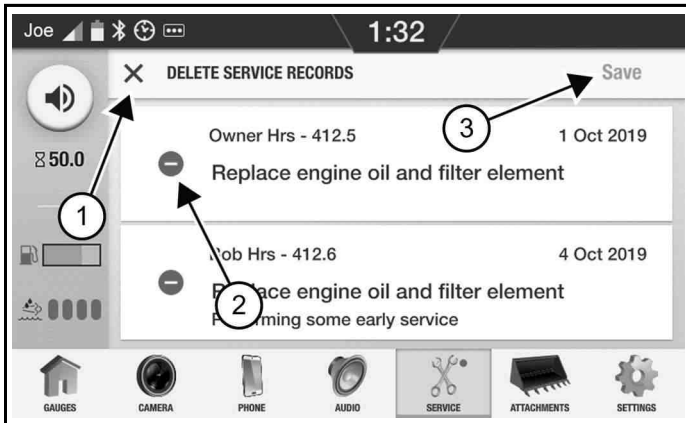 Joe 1:32
DELETE SERVICE RECORDS Save
Owner Hrs - 412.5 1 Oct 2019
Replace engine oil and filter element
50.0
Hrs - 412.6 4 Oct 2019
engine oil and filter element
some early service
1
2
3
GAUGES CAMERA PHONE AUDIO SERVICE ATTACHMENTS SETTINGS